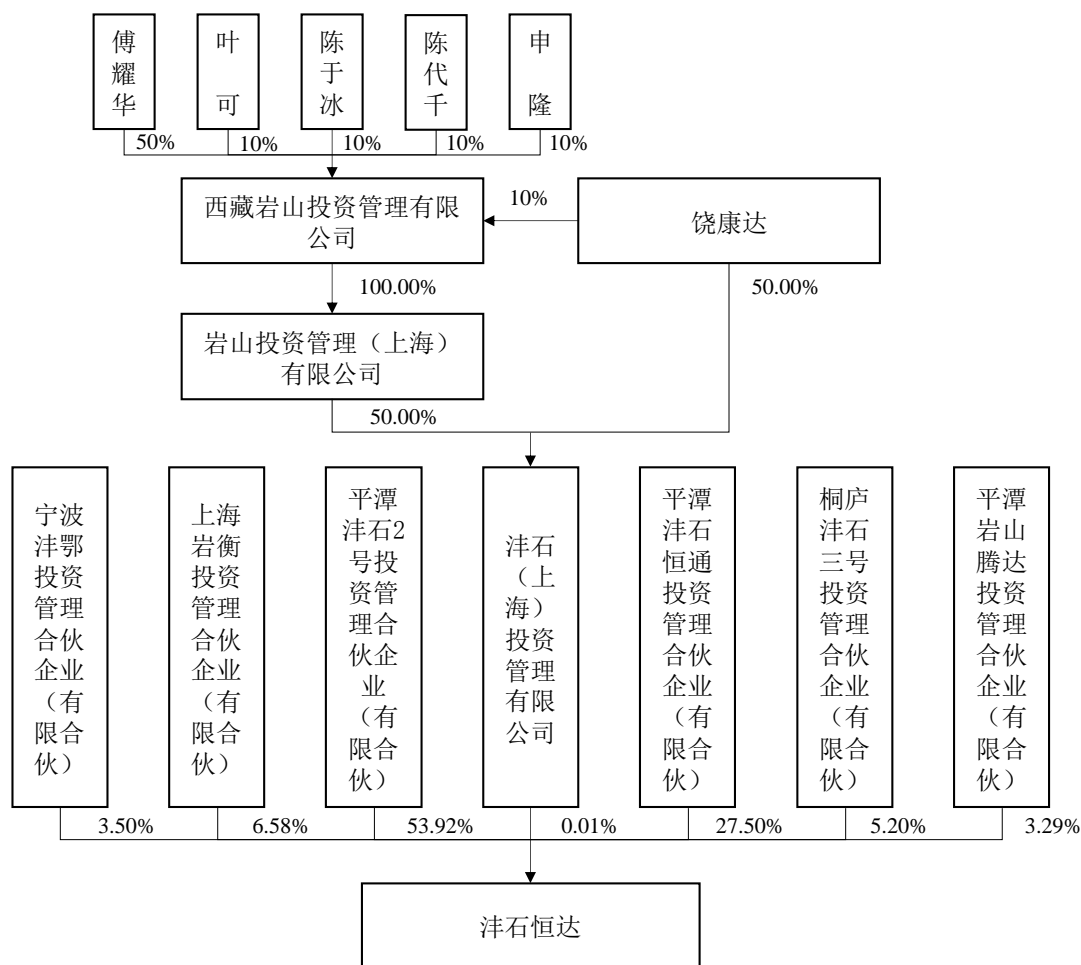 傅
耀
华
叶
可
陈
于
冰
陈
代
千
申
隆
50%
10%
10%
10%
10%
西藏岩山投资管理有限
公司
10%
饶康达
100.00%
50.00%
岩山投资管理（上海）
有限公司
50.00%
宁波
沣鄂
投资
管理
合伙
企业
（有
限合
伙）
上海
岩衡
投资
管理
合伙
企业
（有
限合
伙）
平潭
沣石2
号投
资管
理合
伙企
业
（有
限合
伙）
沣石
（上
海）
投资
管理
有限
公司
平潭
沣石
恒通
投资
管理
合伙
企业
（有
限合
伙）
桐庐
沣石
三号
投资
管理
合伙
企业
（有
限合
伙）
平潭
岩山
腾达
投资
管理
合伙
企业
（有
限合
伙）
3.50%
6.58%
53.92%
0.01%
27.50%
5.20%
3.29%
沣石恒达